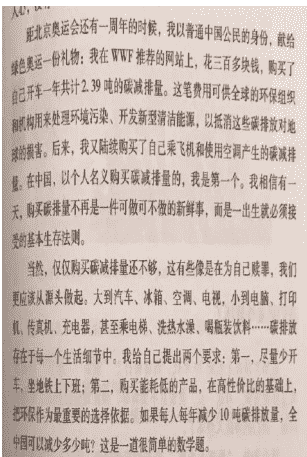 距北京奥运会还有一周年的时候，我以普通中国公民的身份，献给
绿色奥运一份礼物：我在WWF推荐的网站上，花三百多块钱，购买了
自己开车一年共计2.39吨的碳减排量。这笔费用可供全球的环保组织
和机构用来处理环境污染、开发新型清洁能源，以抵消这些碳排放对地
球的损害。后来，我又陆续购买了自己乘飞机和使用空调产生的碳减排
量。在中国，以个人名义购买碳减排量的，我是第一个。我相信有一
天，购买碳排量不再是一件可做可不做的新鲜事，而是一出生就必须接
受的基本生存法则。
当然，仅仅购买碳减排量还不够，这有些像是在为自己赎罪，我们
更应该从源头做起。大到汽车、冰箱、空调、电视，小到电脑、打印
机、传真机、充电器，甚至乘电梯、洗热水澡、喝瓶装饮料……碳排放
存在于每一个生活细节中。我给自己提出两个要求：第一，尽量少开
车，坐地铁上下班；第二，购买能耗低的产品，在高性价比的基础上，
把环保作为最重要的选择依据。如果每人每年减少10吨碳排放量，全
中国可以减少多少吨？这是一道很简单的数学题。